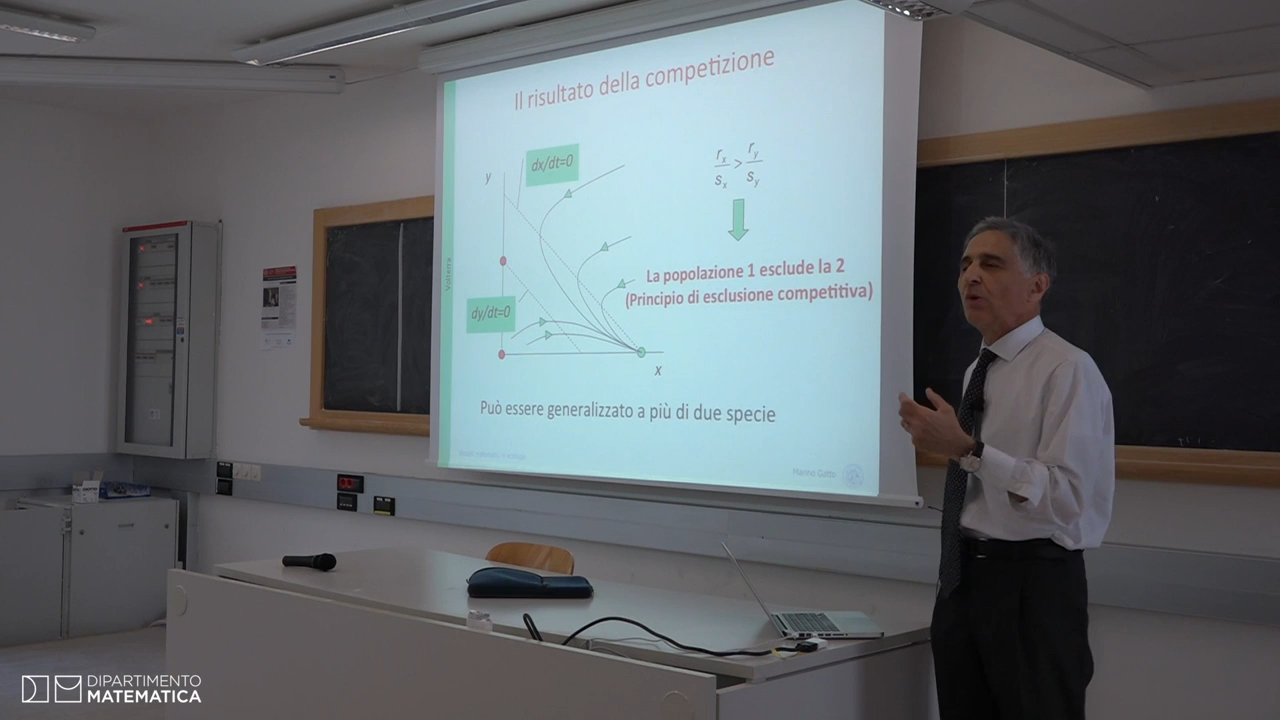 Il risultato della competizione
dx/dt=0
y
r_x/s_x > r_y/s_y
Volterra
La popolazione 1 esclude la 2
(Principio di esclusione competitiva)
dy/dt=0
x
Può essere generalizzato a più di due specie
Marino Gatto
DIPARTIMENTO
MATEMATICA